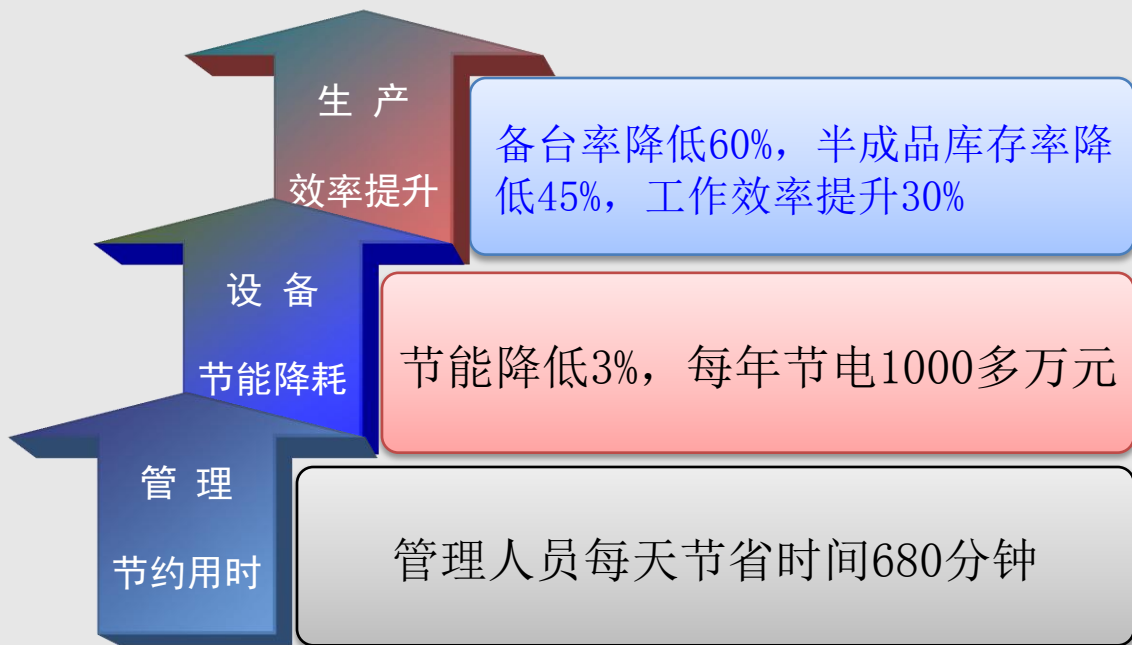 生 产
效率提升
备台率降低60%，半成品库存率降
低45%，工作效率提升30%
设 备
节能降耗
节能降低3%，每年节电1000多万元
管 理
节约用时
管理人员每天节省时间680分钟